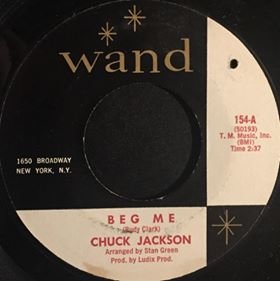 wand
1650 BROADWAY
NEW YORK, N.Y.
154-A
(50193)
T. M. Music, Inc.
(BMI)
Time 2:37
BEG ME
(Rudy Clark)
CHUCK JACKSON
Arranged by Stan Green
Prod. by Ludix Prod.